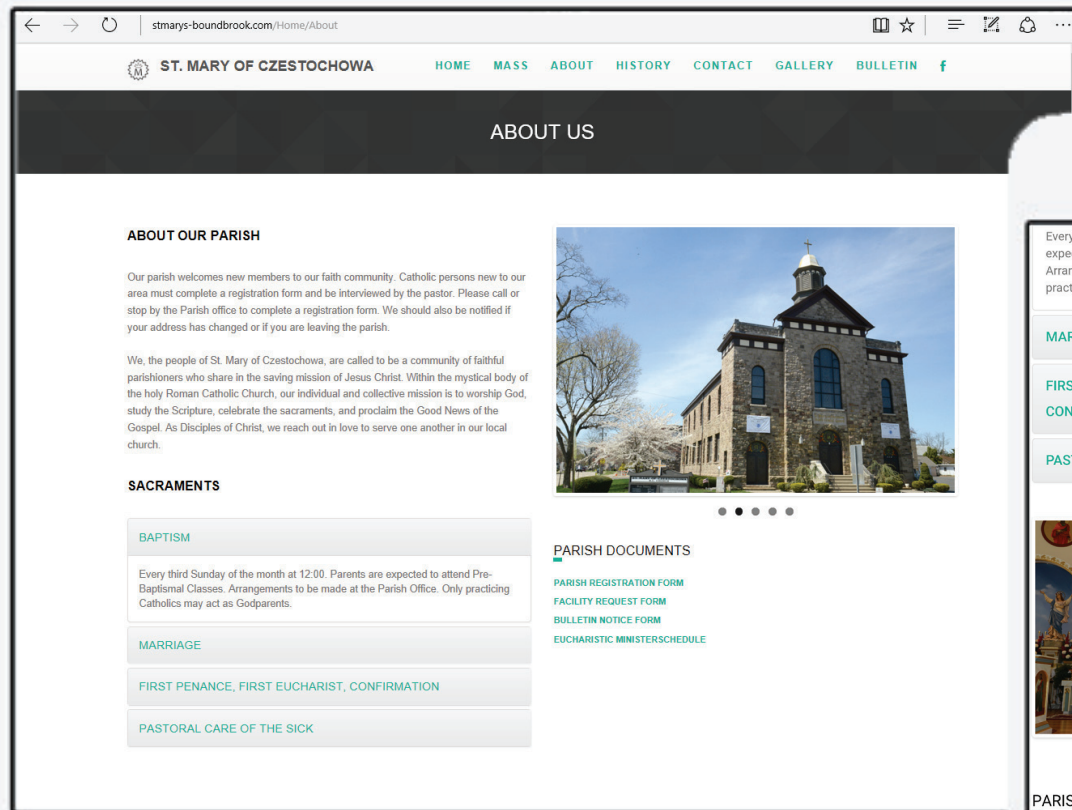 stmarys-boundbrook.com/Home/About
ST. MARY OF CZESTOCHOWA
HOME MASS ABOUT HISTORY CONTACT GALLERY BULLETIN f
ABOUT US
ABOUT OUR PARISH
Our parish welcomes new members to our faith community. Catholic persons new to our
area must complete a registration form and be interviewed by the pastor. Please call or
stop by the Parish office to complete a registration form. We should also be notified if
your address has changed or if you are leaving the parish.
We, the people of St. Mary of Czestochowa, are called to be a community of faithful
parishioners who share in the saving mission of Jesus Christ. Within the mystical body of
the holy Roman Catholic Church, our individual and collective mission is to worship God,
study the Scripture, celebrate the sacraments, and proclaim the Good News of the
Gospel. As Disciples of Christ, we reach out in love to serve one another in our local
church.
SACRAMENTS
BAPTISM
Every third Sunday of the month at 12:00. Parents are expected to attend Pre-
Baptismal Classes. Arrangements to be made at the Parish Office. Only practicing
Catholics may act as Godparents.
MARRIAGE
FIRST PENANCE, FIRST EUCHARIST, CONFIRMATION
PASTORAL CARE OF THE SICK
PARISH DOCUMENTS
PARISH REGISTRATION FORM
FACILITY REQUEST FORM
BULLETIN NOTICE FORM
EUCHARISTIC MINISTERSCHEDULE
Every
expe
Arrar
pract
MAR
FIRS
CON
PAST
PARIS